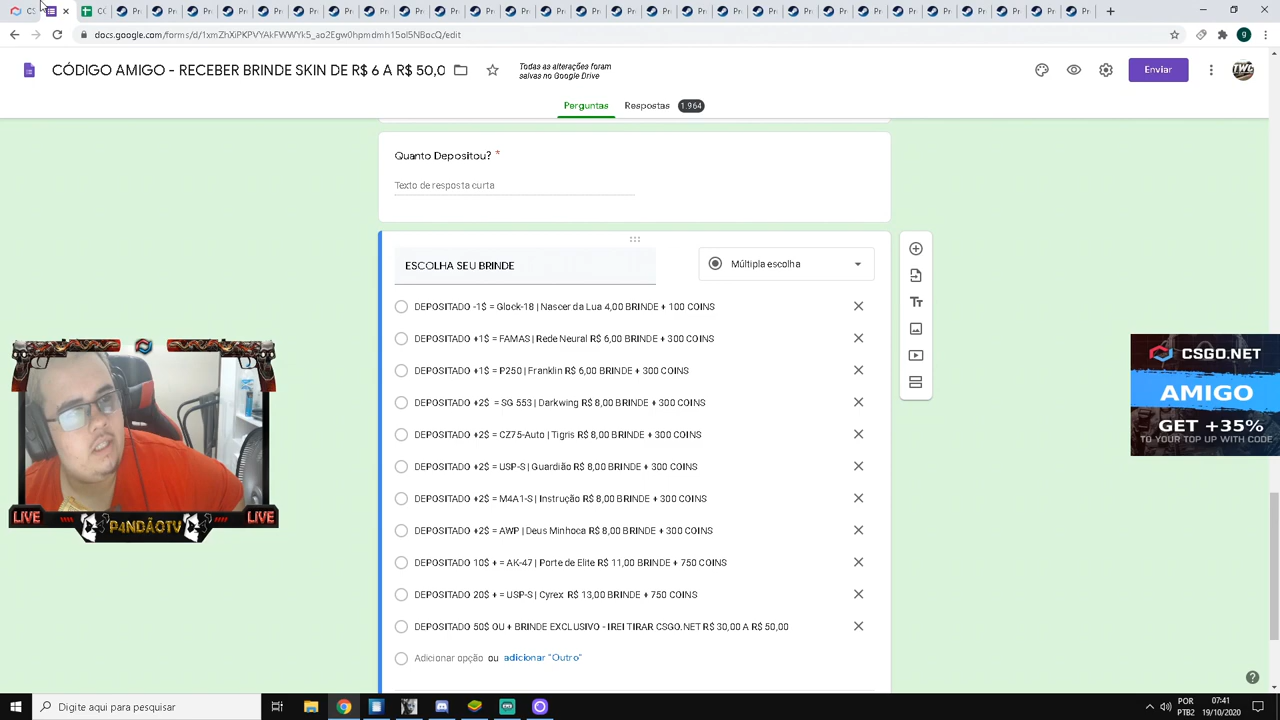 docs.google.com/forms/d/1xmZhXiPKPVYAkFWWYk5_ao2Egw0hpmdmh15ol5NBocQ/edit
CÓDIGO AMIGO - RECEBER BRINDE SKIN DE R$ 6 A R$ 50,0
Todas as alterações foram
salvas no Google Drive
Enviar
Perguntas
Respostas
1.964
Quanto Depositou? *
Texto de resposta curta
ESCOLHA SEU BRINDE
Múltipla escolha
DEPOSITADO -1$ = Glock-18 | Nascer da Lua 4,00 BRINDE + 100 COINS
DEPOSITADO +1$ = FAMAS | Rede Neural R$ 6,00 BRINDE + 300 COINS
DEPOSITADO +1$ = P250 | Franklin R$ 6,00 BRINDE + 300 COINS
DEPOSITADO +2$ = SG 553 | Darkwing R$ 8,00 BRINDE + 300 COINS
DEPOSITADO +2$ = CZ75-Auto | Tigris R$ 8,00 BRINDE + 300 COINS
DEPOSITADO +2$ = USP-S | Guardião R$ 8,00 BRINDE + 300 COINS
DEPOSITADO +2$ = M4A1-S | Instrução R$ 8,00 BRINDE + 300 COINS
DEPOSITADO +2$ = AWP | Deus Minhoca R$ 8,00 BRINDE + 300 COINS
DEPOSITADO 10$ + = AK-47 | Porte de Elite R$ 11,00 BRINDE + 750 COINS
DEPOSITADO 20$ + = USP-S | Cyrex R$ 13,00 BRINDE + 750 COINS
DEPOSITADO 50$ OU + BRINDE EXCLUSIVO - IREI TIRAR CSGO.NET R$ 30,00 A R$ 50,00
Adicionar opção ou adicionar "Outro"
LIVE
P4NDÃOTV
LIVE
CSGO.NET
AMIGO
GET +35%
TO YOUR TOP UP WITH CODE
Digite aqui para pesquisar
POR
PTB2
07:41
19/10/2020